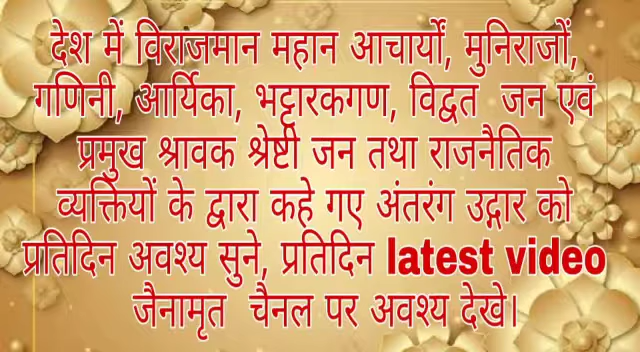 देश में विराजमान महान आचार्यों, मुनिराजों,
गणिनी, आर्यिका, भट्टारकगण, विद्वत जन एवं
प्रमुख श्रावक श्रेष्टी जन तथा राजनैतिक
व्यक्तियों के द्वारा कहे गए अंतरंग उद्गार को
प्रतिदिन अवश्य सुने, प्रतिदिन latest video
जैनामृत चैनल पर अवश्य देखे।